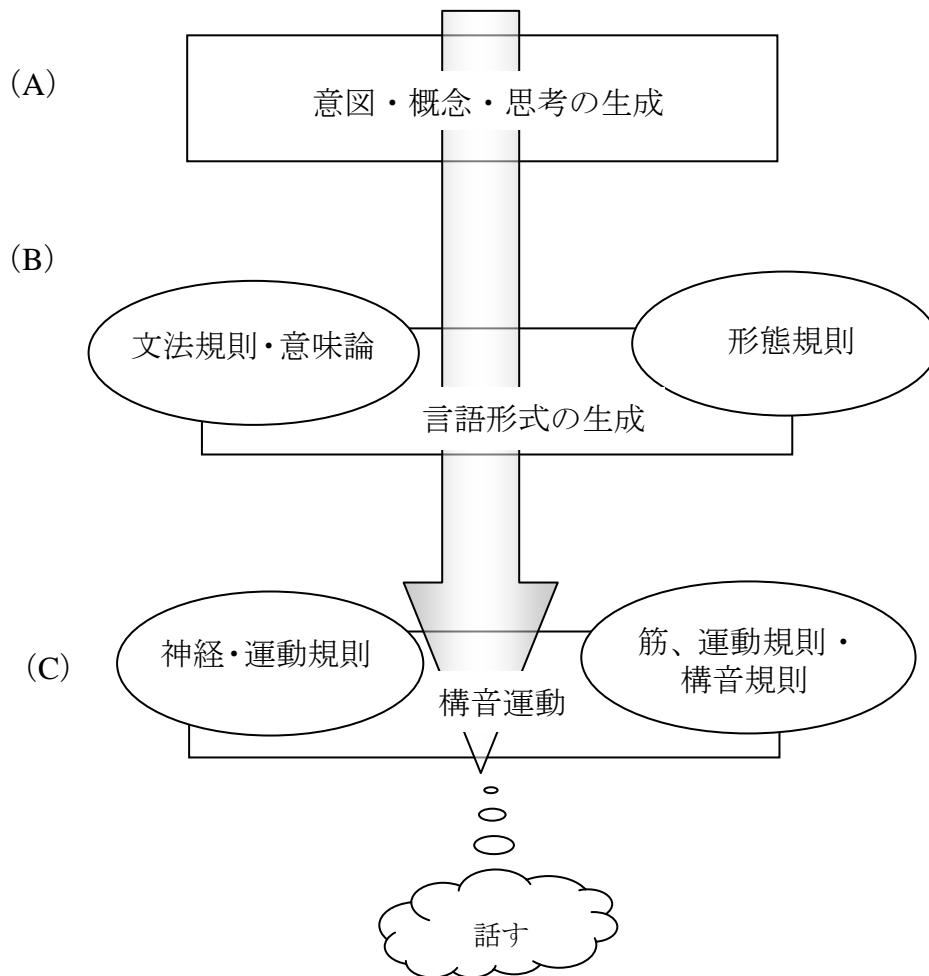 (A)
意図・概念・思考の生成
(B)
文法規則・意味論
形態規則
言語形式の生成
(C)
神経・運動規則
筋、運動規則・
構音規則
構音運動
話す